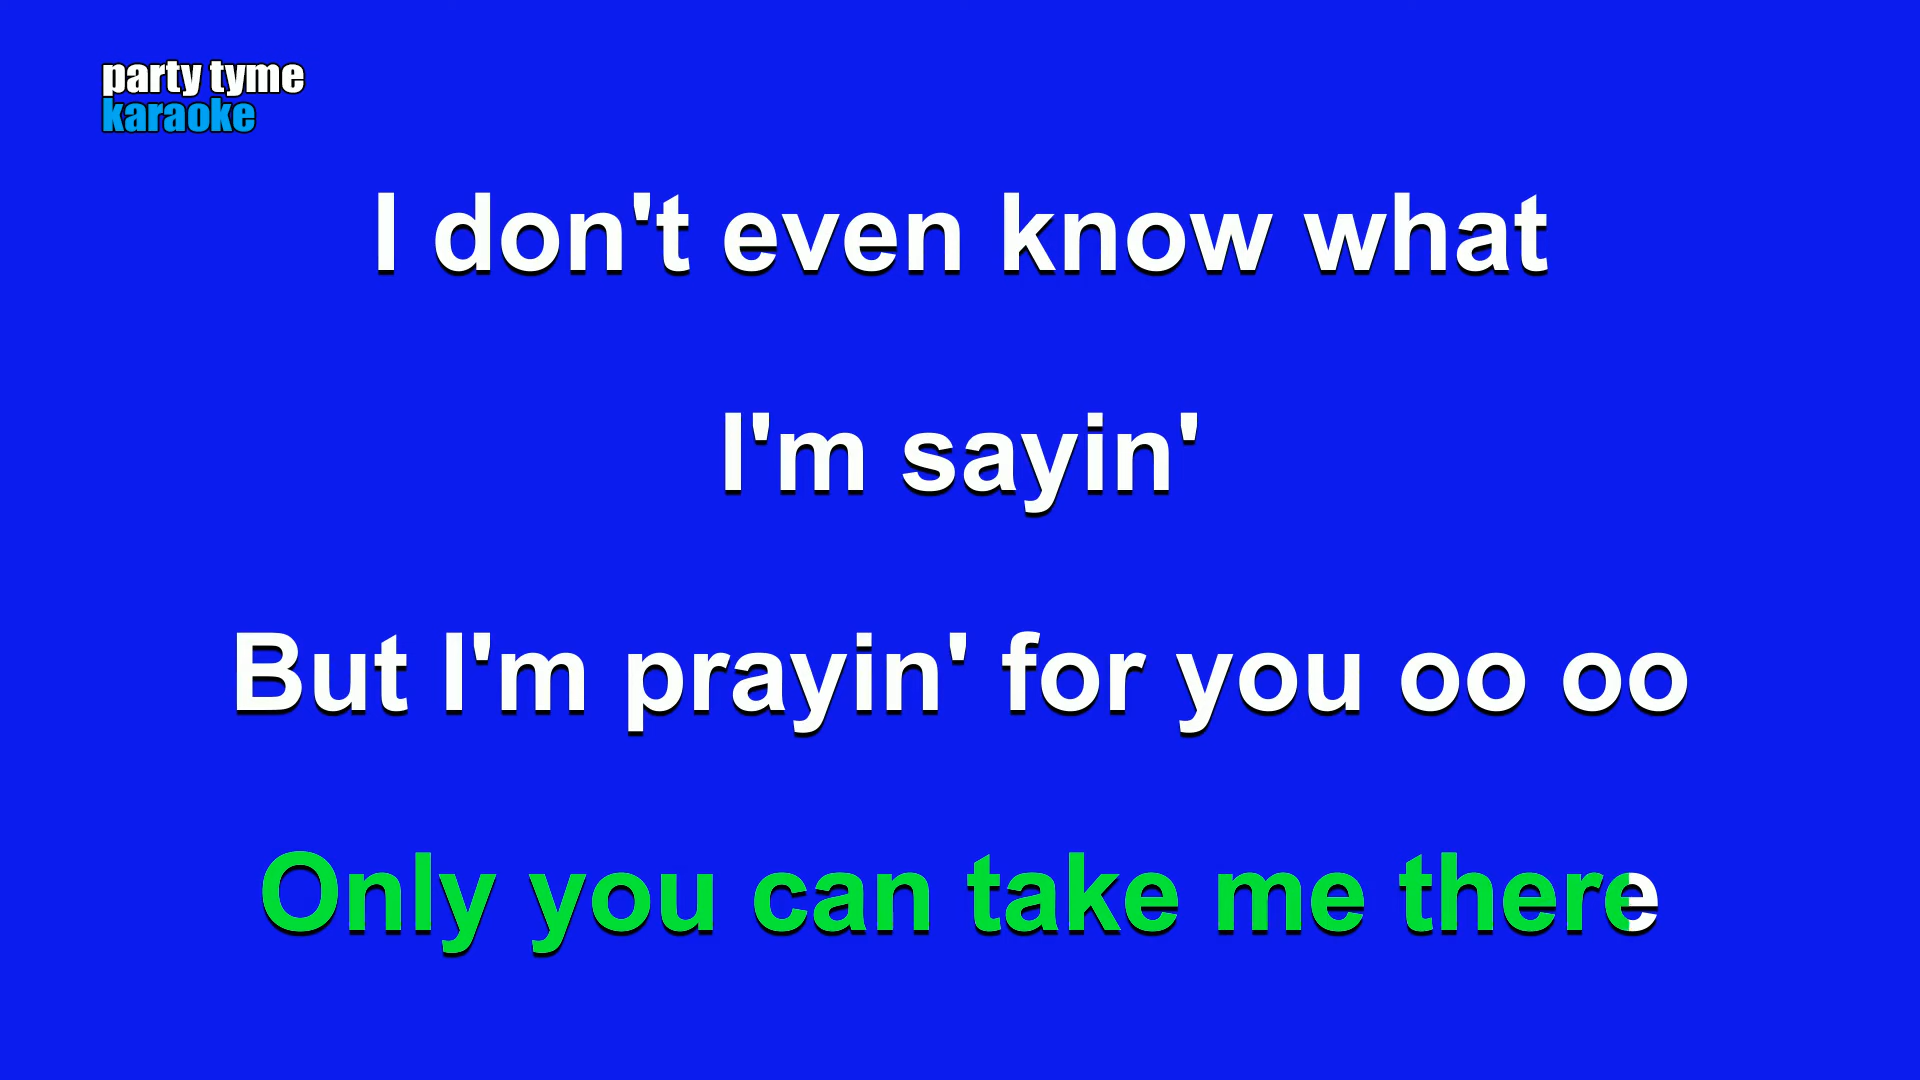 party tyme
karaoke
I don't even know what
I'm sayin'
But I'm prayin' for you oo oo
Only you can take me there